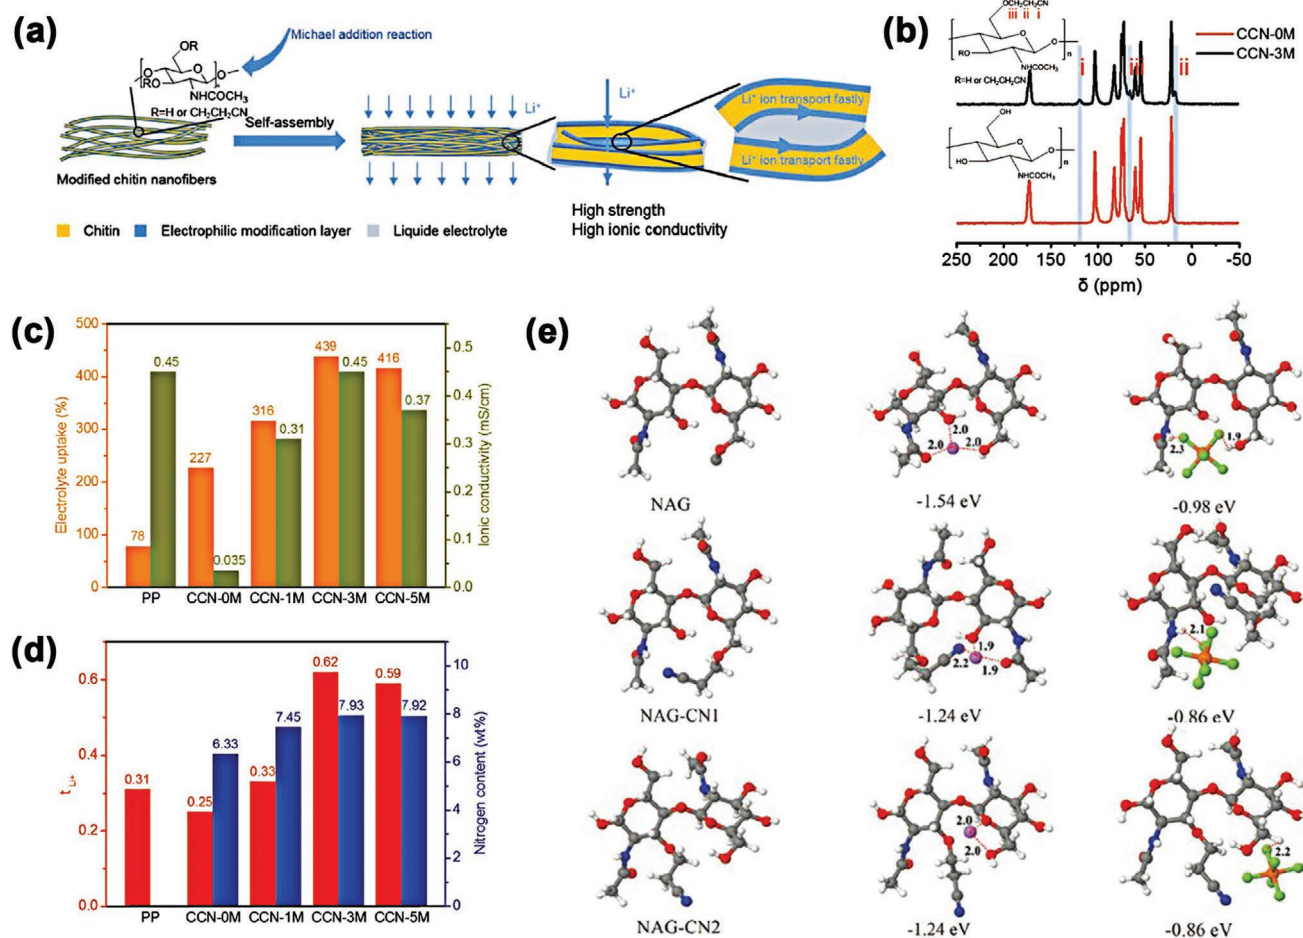 (a)
OR
Michael addition reaction
RO
O
O
NHCOCH₃
n
R=H or CH₂CH₂CN
Li⁺
Self-assembly
Li⁺
Li⁺ ion transport fastly
Li⁺ ion transport fastly
Modified chitin nanofibers
High strength
High ionic conductivity
Chitin
Electrophilic modification layer
Liquide electrolyte
(b)
OCH₂CH₂CN
iii ii i
RO
O
O
NHCOCH₃
n
R=H or CH₂CH₂CN
CCN-0M
CCN-3M
i
iii
ii
OH
HO
O
O
NHCOCH₃
n
250 200 150 100 50 0 -50
δ (ppm)
(c)
Electrolyte uptake (%)
500
400
300
200
100
0
78
0.45
227
0.035
316
0.31
439
0.45
416
0.37
0.5
0.4
0.3
0.2
0.1
0.0
Ionic conductivity (mS/cm)
PP CCN-0M CCN-1M CCN-3M CCN-5M
(d)
t Li+
0.6
0.4
0.2
0.0
0.31
0.25
6.33
0.33
7.45
0.62
7.93
0.59
7.92
10
8
6
4
2
0
Nitrogen content (wt%)
PP CCN-0M CCN-1M CCN-3M CCN-5M
(e)
2.0
2.0
2.0
2.3
1.9
NAG
-1.54 eV
-0.98 eV
1.9
2.2
1.9
2.1
NAG-CN1
-1.24 eV
-0.86 eV
2.0
2.0
2.2
NAG-CN2
-1.24 eV
-0.86 eV